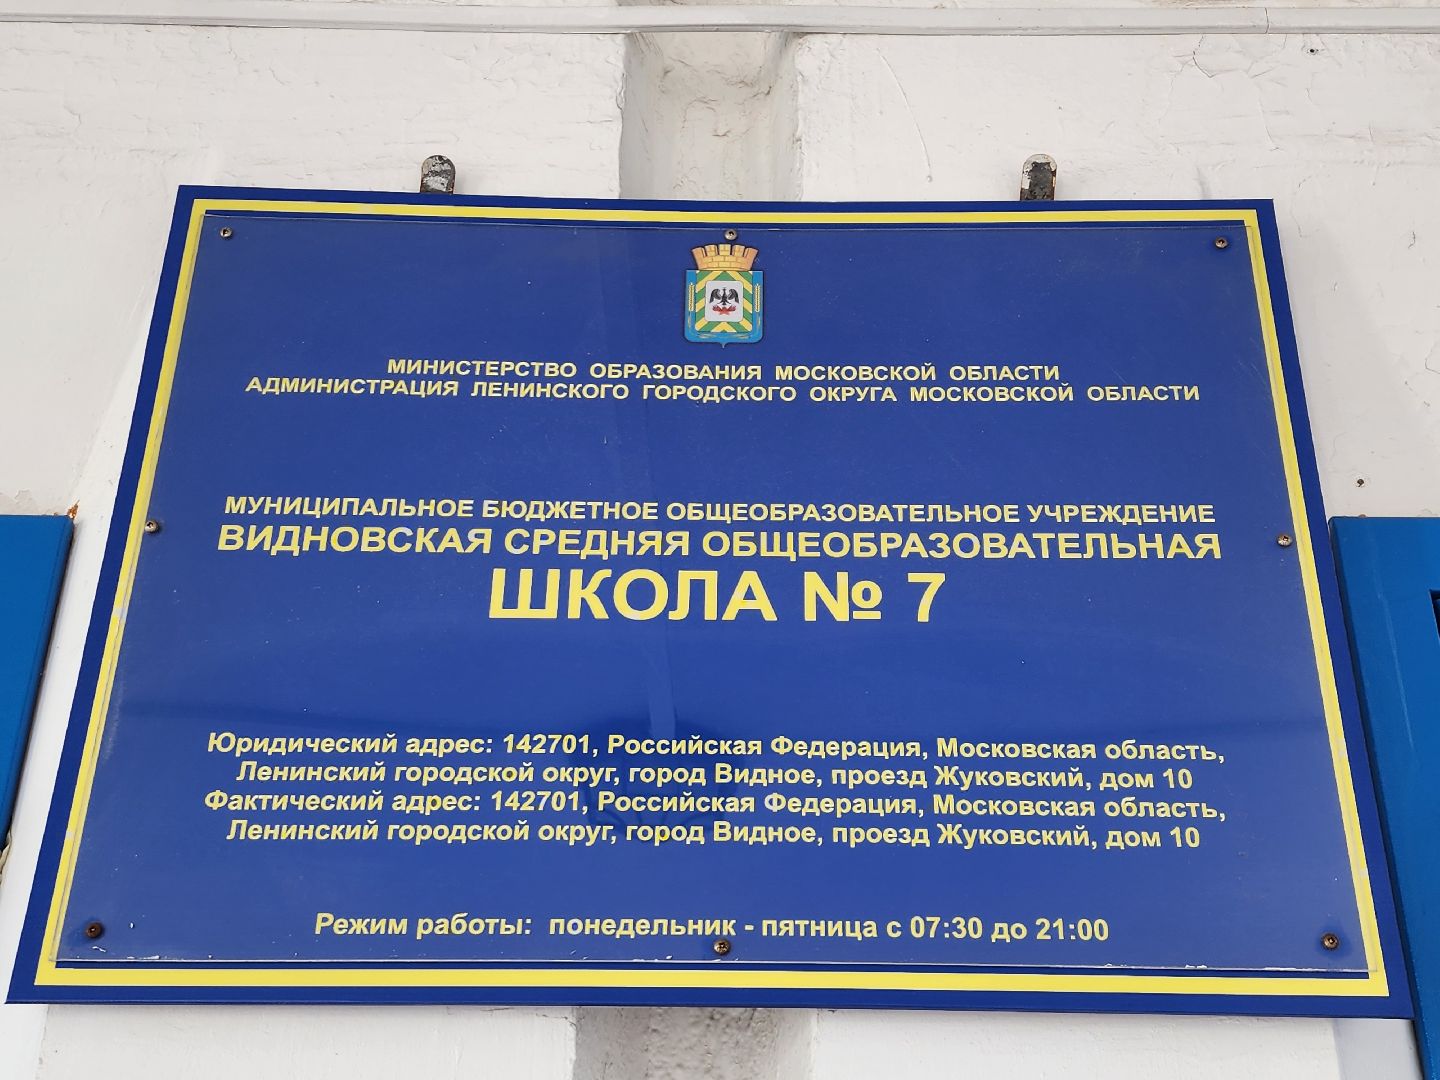 МИНИСТЕРСТВО ОБРАЗОВАНИЯ МОСКОВСКОЙ ОБЛАСТИ
АДМИНИСТРАЦИЯ ЛЕНИНСКОГО ГОРОДСКОГО ОКРУГА МОСКОВСКОЙ ОБЛАСТИ
МУНИЦИПАЛЬНОЕ БЮДЖЕТНОЕ ОБЩЕОБРАЗОВАТЕЛЬНОЕ УЧРЕЖДЕНИЕ
ВИДНОВСКАЯ СРЕДНЯЯ ОБЩЕОБРАЗОВАТЕЛЬНАЯ
ШКОЛА № 7
Юридический адрес: 142701, Российская Федерация, Московская область,
Ленинский городской округ, город Видное, проезд Жуковский, дом 10
Фактический адрес: 142701, Российская Федерация, Московская область,
Ленинский городской округ, город Видное, проезд Жуковский, дом 10
Режим работы: понедельник - пятница с 07:30 до 21:00